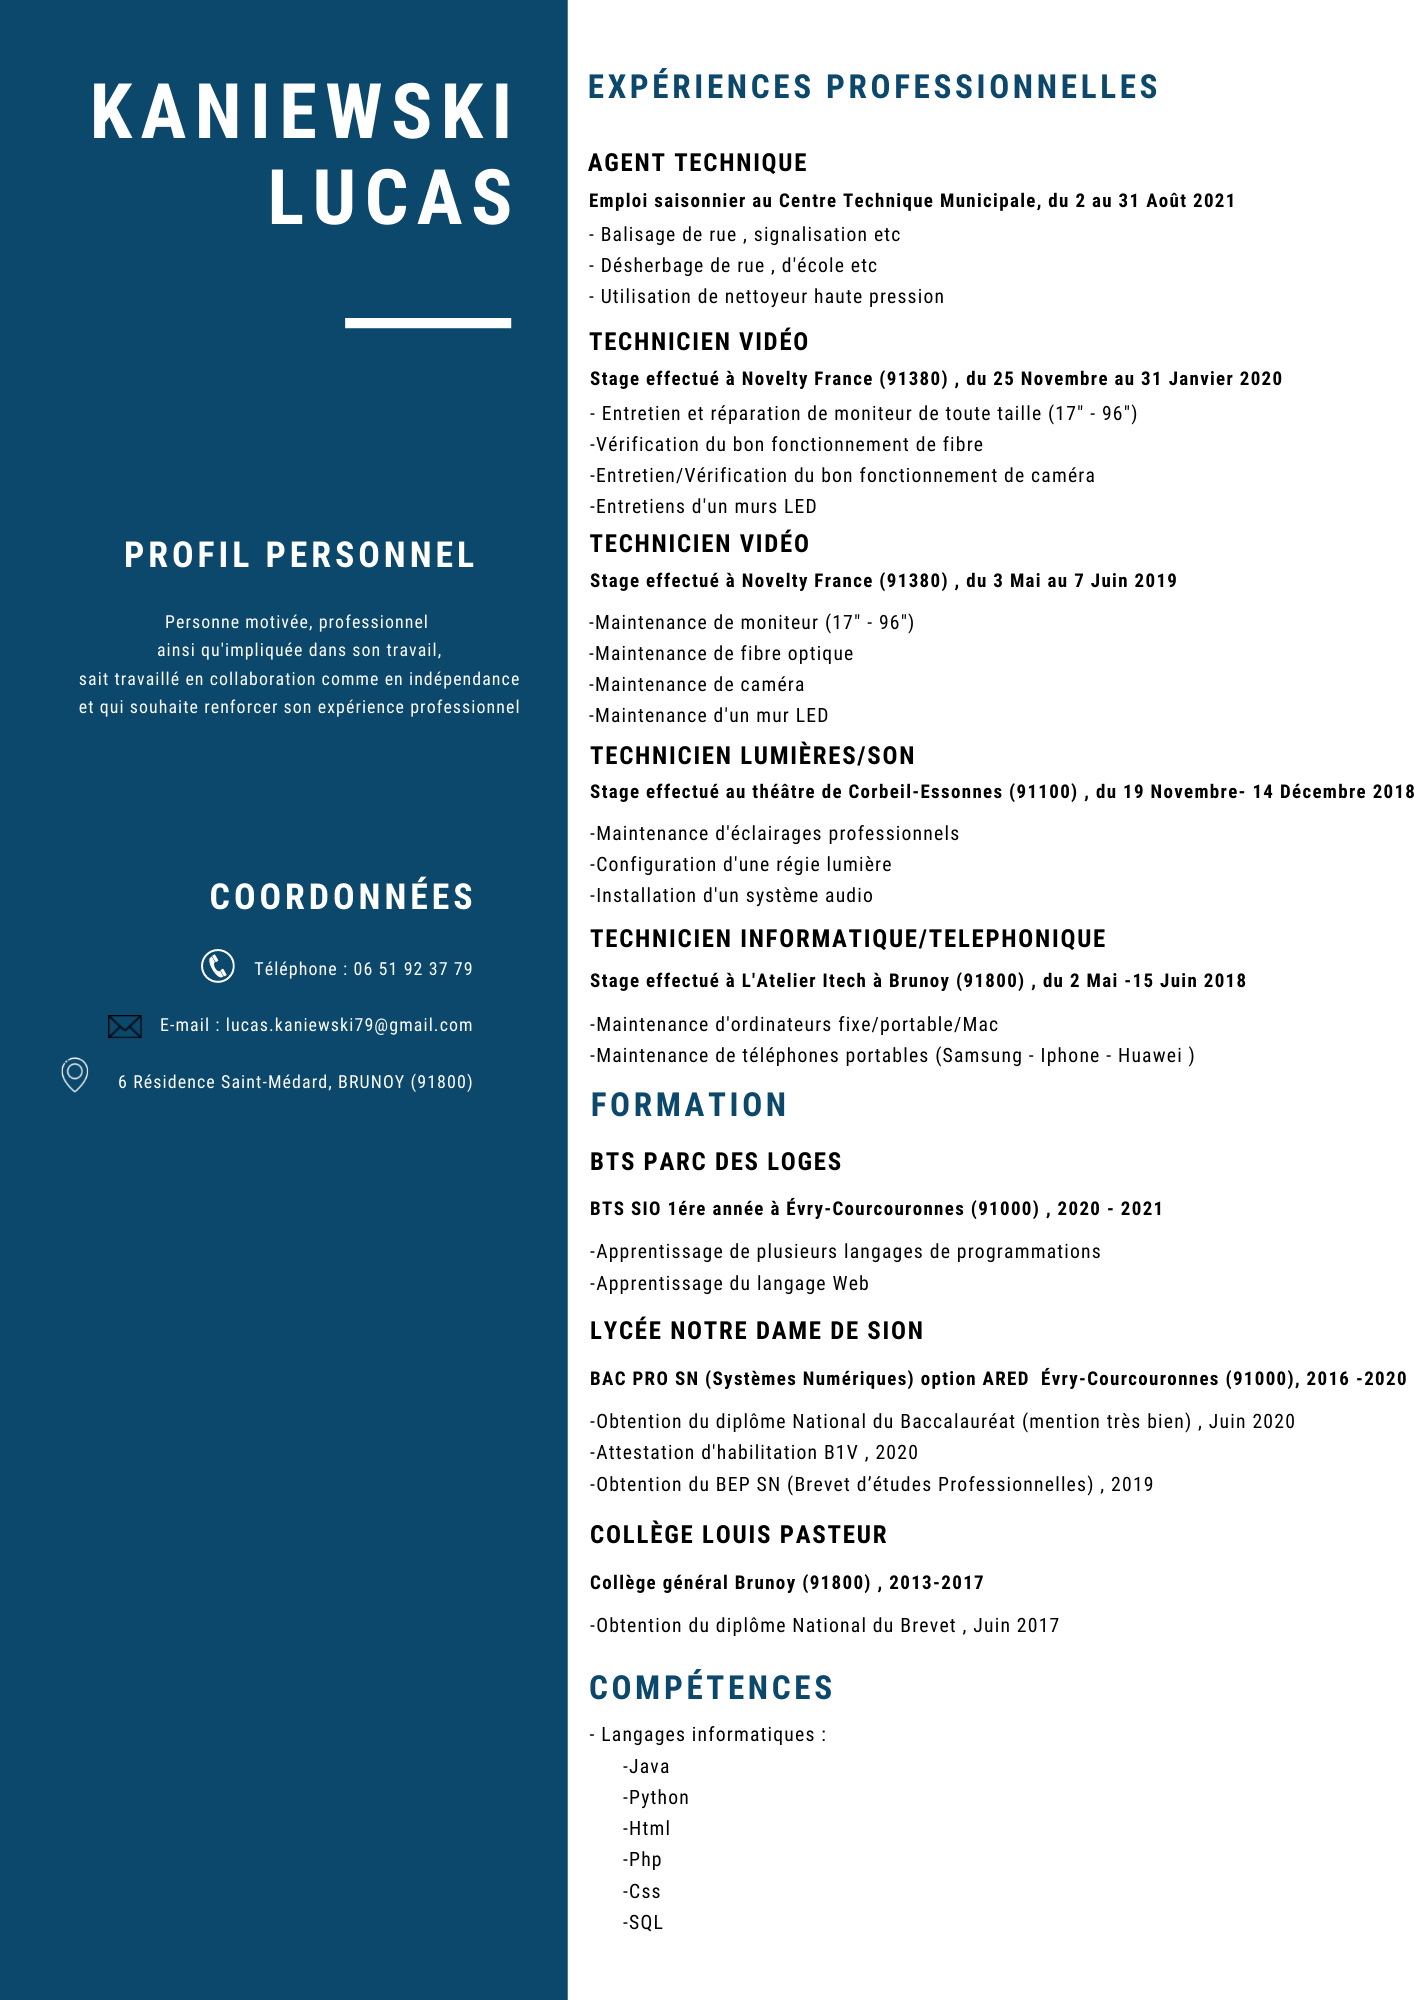 KANIEWSKI
LUCAS
PROFIL PERSONNEL
Personne motivée, professionnel
ainsi qu'impliquée dans son travail,
sait travaillé en collaboration comme en indépendance
et qui souhaite renforcer son expérience professionnel
COORDONNÉES
Téléphone : 06 51 92 37 79
E-mail : lucas.kaniewski79@gmail.com
6 Résidence Saint-Médard, BRUNOY (91800)
EXPÉRIENCES PROFESSIONNELLES
AGENT TECHNIQUE
Emploi saisonnier au Centre Technique Municipale, du 2 au 31 Août 2021
- Balisage de rue , signalisation etc
- Désherbage de rue , d'école etc
- Utilisation de nettoyeur haute pression
TECHNICIEN VIDÉO
Stage effectué à Novelty France (91380) , du 25 Novembre au 31 Janvier 2020
- Entretien et réparation de moniteur de toute taille (17" - 96")
-Vérification du bon fonctionnement de fibre
-Entretien/Vérification du bon fonctionnement de caméra
-Entretiens d'un murs LED
TECHNICIEN VIDÉO
Stage effectué à Novelty France (91380) , du 3 Mai au 7 Juin 2019
-Maintenance de moniteur (17" - 96")
-Maintenance de fibre optique
-Maintenance de caméra
-Maintenance d'un mur LED
TECHNICIEN LUMIÈRES/SON
Stage effectué au théâtre de Corbeil-Essonnes (91100) , du 19 Novembre- 14 Décembre 2018
-Maintenance d'éclairages professionnels
-Configuration d'une régie lumière
-Installation d'un système audio
TECHNICIEN INFORMATIQUE/TELEPHONIQUE
Stage effectué à L'Atelier Itech à Brunoy (91800) , du 2 Mai -15 Juin 2018
-Maintenance d'ordinateurs fixe/portable/Mac
-Maintenance de téléphones portables (Samsung - Iphone - Huawei )
FORMATION
BTS PARC DES LOGES
BTS SIO 1ére année à Évry-Courcouronnes (91000) , 2020 - 2021
-Apprentissage de plusieurs langages de programmations
-Apprentissage du langage Web
LYCÉE NOTRE DAME DE SION
BAC PRO SN (Systèmes Numériques) option ARED  Évry-Courcouronnes (91000), 2016 -2020
-Obtention du diplôme National du Baccalauréat (mention très bien) , Juin 2020
-Attestation d'habilitation B1V , 2020
-Obtention du BEP SN (Brevet d’études Professionnelles) , 2019
COLLÈGE LOUIS PASTEUR
Collège général Brunoy (91800) , 2013-2017
-Obtention du diplôme National du Brevet , Juin 2017
COMPÉTENCES
- Langages informatiques :
-Java
-Python
-Html
-Php
-Css
-SQL